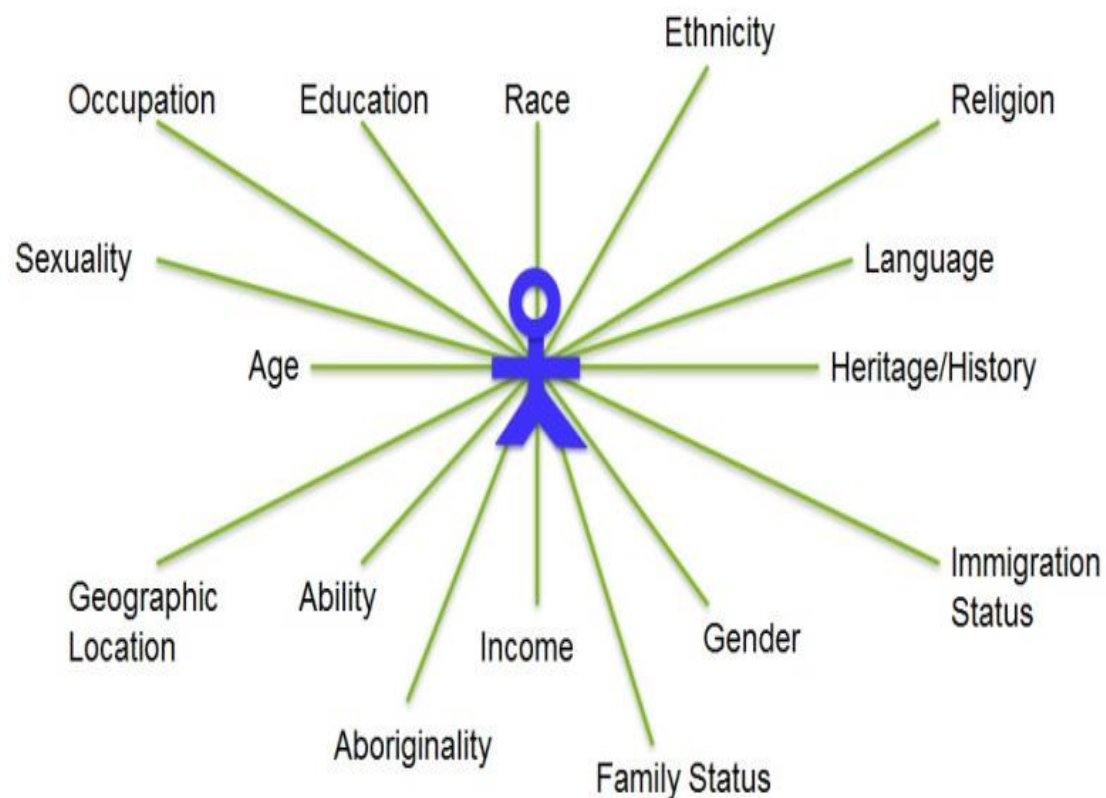 Ethnicity
Occupation
Education
Race
Religion
Sexuality
Language
Age
Heritage/History
Geographic
Location
Ability
Income
Gender
Immigration
Status
Aboriginality
Family Status